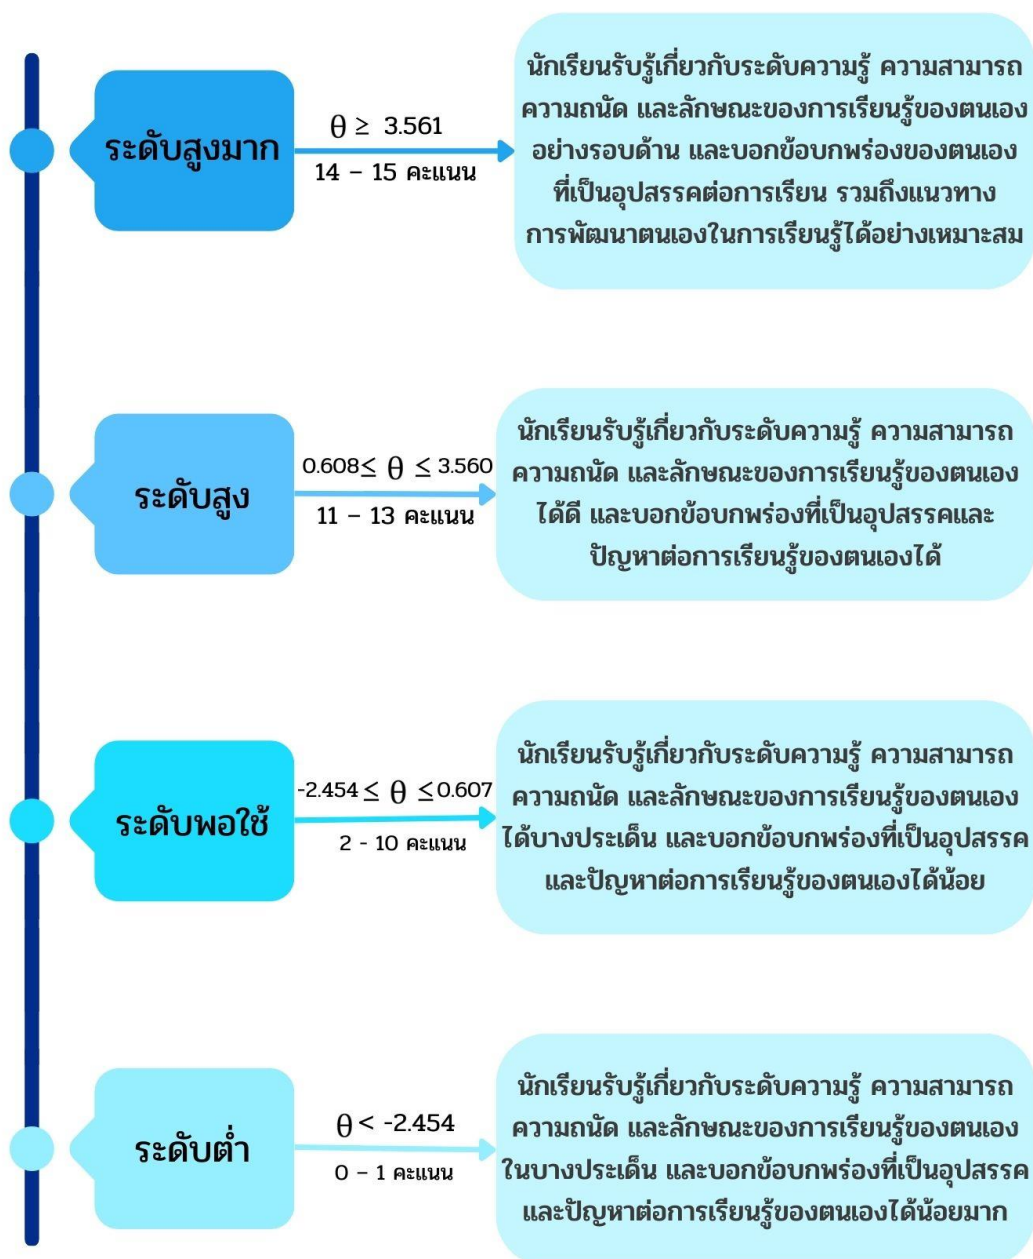 ระดับสูงมาก
θ ≥ 3.561
14 – 15 คะแนน
นักเรียนรับรู้เกี่ยวกับระดับความรู้ ความสามารถ
ความถนัด และลักษณะของการเรียนรู้ของตนเอง
อย่างรอบด้าน และบอกข้อบกพร่องของตนเอง
ที่เป็นอุปสรรคต่อการเรียน รวมถึงแนวทาง
การพัฒนาตนเองในการเรียนรู้ได้อย่างเหมาะสม
ระดับสูง
0.608≤ θ ≤ 3.560
11 – 13 คะแนน
นักเรียนรับรู้เกี่ยวกับระดับความรู้ ความสามารถ
ความถนัด และลักษณะของการเรียนรู้ของตนเอง
ได้ดี และบอกข้อบกพร่องที่เป็นอุปสรรคและ
ปัญหาต่อการเรียนรู้ของตนเองได้
ระดับพอใช้
-2.454 ≤ θ ≤0.607
2 - 10 คะแนน
นักเรียนรับรู้เกี่ยวกับระดับความรู้ ความสามารถ
ความถนัด และลักษณะของการเรียนรู้ของตนเอง
ได้บางประเด็น และบอกข้อบกพร่องที่เป็นอุปสรรค
และปัญหาต่อการเรียนรู้ของตนเองได้น้อย
ระดับต่ำ
θ < -2.454
0 – 1 คะแนน
นักเรียนรับรู้เกี่ยวกับระดับความรู้ ความสามารถ
ความถนัด และลักษณะของการเรียนรู้ของตนเอง
ในบางประเด็น และบอกข้อบกพร่องที่เป็นอุปสรรค
และปัญหาต่อการเรียนรู้ของตนเองได้น้อยมาก